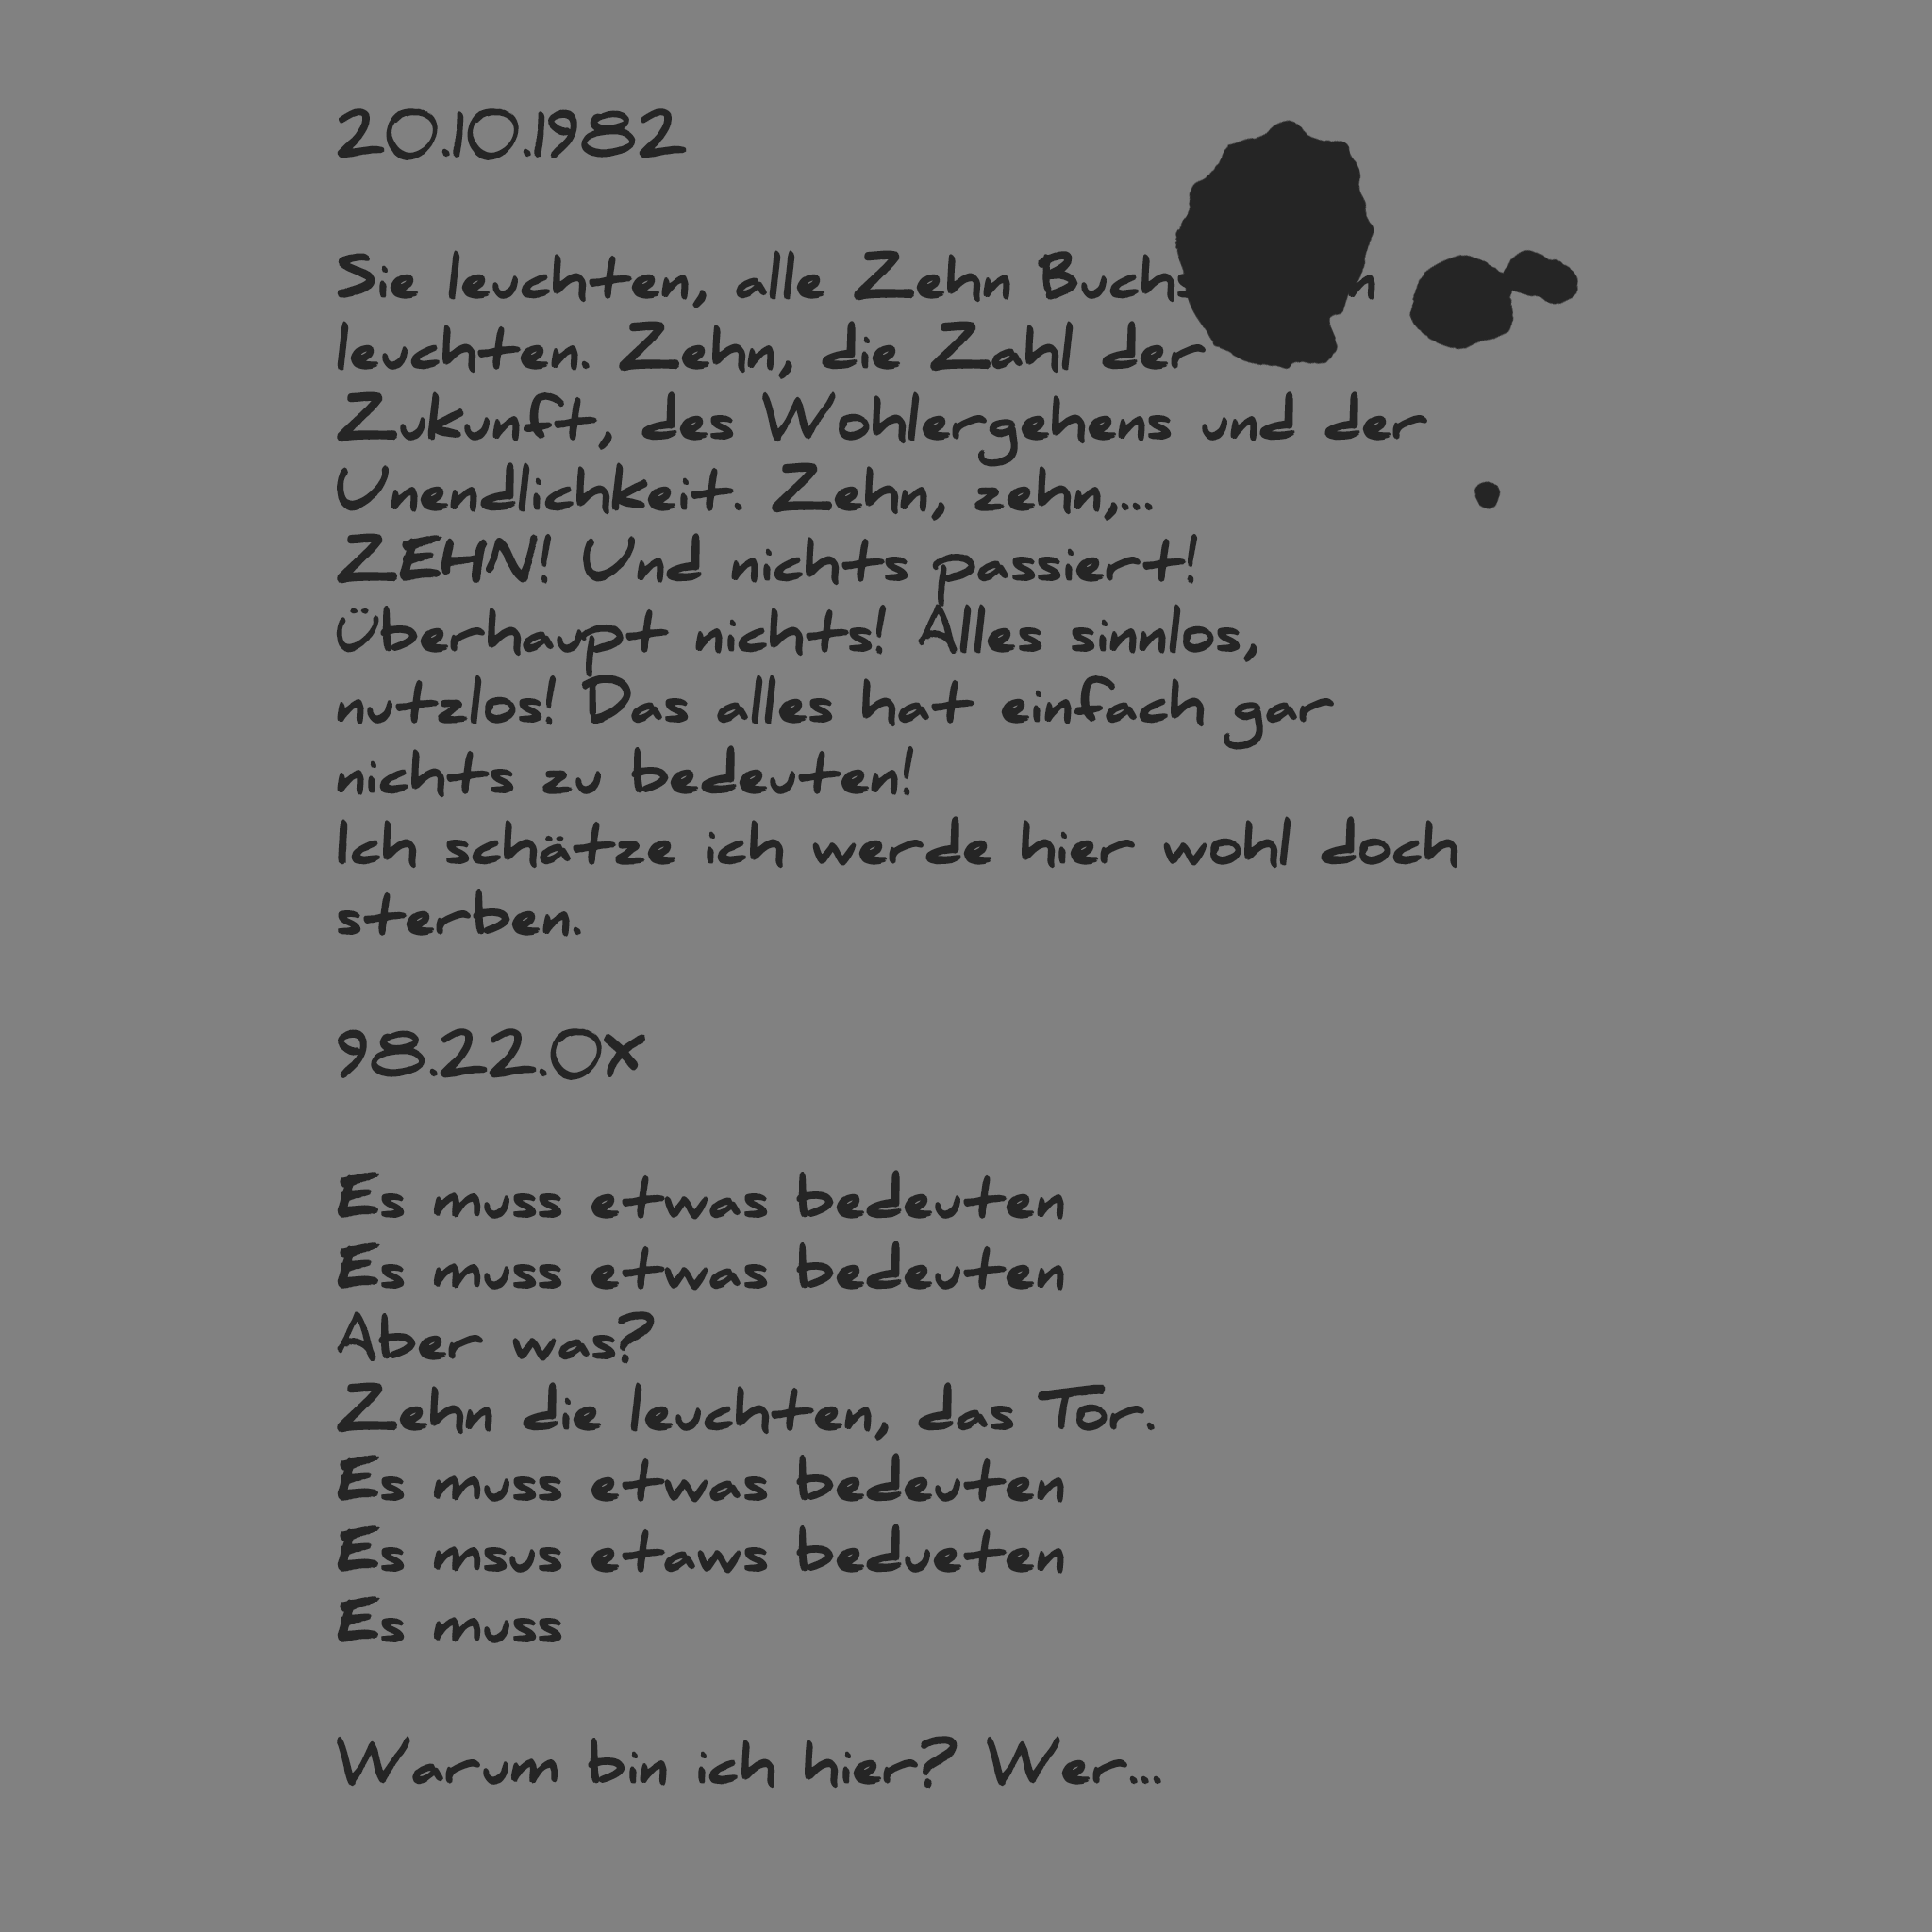 20.10.1982
Sie leuchten, alle Zehn
leuchten. Zehn, die Zahl der
Zukunft, des Wohlergehens und der
Unendlichkeit. Zehn, zehn,...
ZEHN! Und nichts passiert!
Überhaupt nichts! Alles sinnlos,
nutzlos! Das alles hat einfach gar
nichts zu bedeuten!
Ich schätze ich werde hier wohl doch
sterben.
98.22.0x
Es muss etwas bedeuten
Es muss etwas bedeuten
Aber was?
Zehn die leuchten, das Tor.
Es muss etwas bedeuten
Es msus etaws bedueten
Es muss
Warum bin ich hier? Wer...